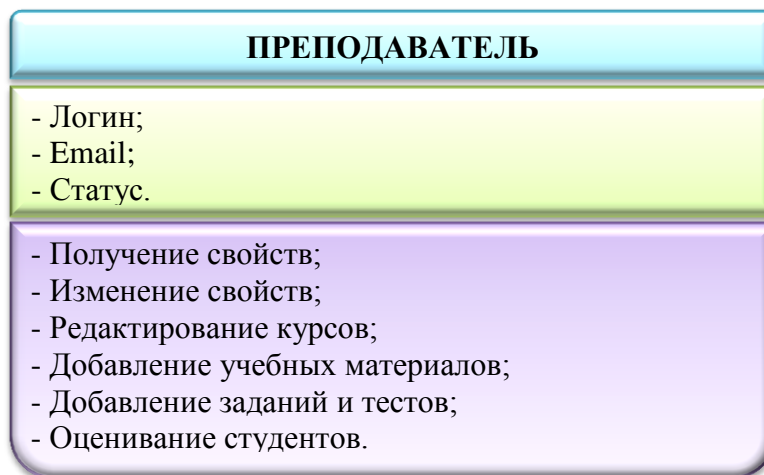 ПРЕПОДАВАТЕЛЬ
- Логин;
- Email;
- Статус.
- Получение свойств;
- Изменение свойств;
- Редактирование курсов;
- Добавление учебных материалов;
- Добавление заданий и тестов;
- Оценивание студентов.